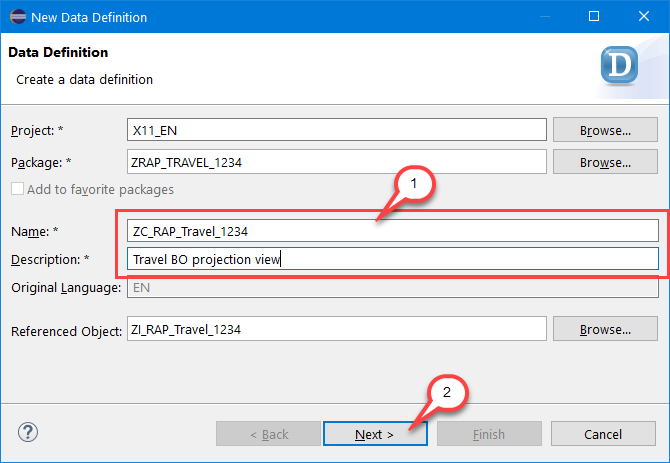 New Data Definition
Data Definition
Create a data definition
D
Project: * X11_EN Browse...
Package: * ZRAP_TRAVEL_1234 Browse...
Add to favorite packages
1
Name: * ZC_RAP_Travel_1234
Description: * Travel BO projection view
Original Language: EN
Referenced Object: ZI_RAP_Travel_1234 Browse...
2
? < Back Next > Finish Cancel